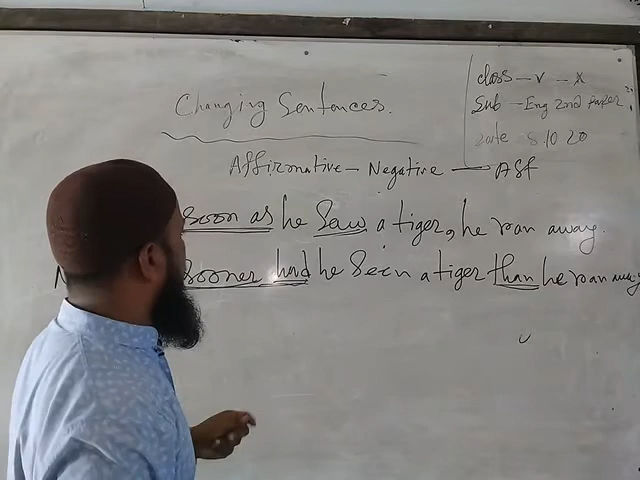 class - V - A
Sub - Eng 2nd paper
Date 8.10 20
Changing Sentences.
Affirmative - Negative - Asf
soon as he saw a tiger, he ran away.
N sooner had he seen a tiger than he ran away